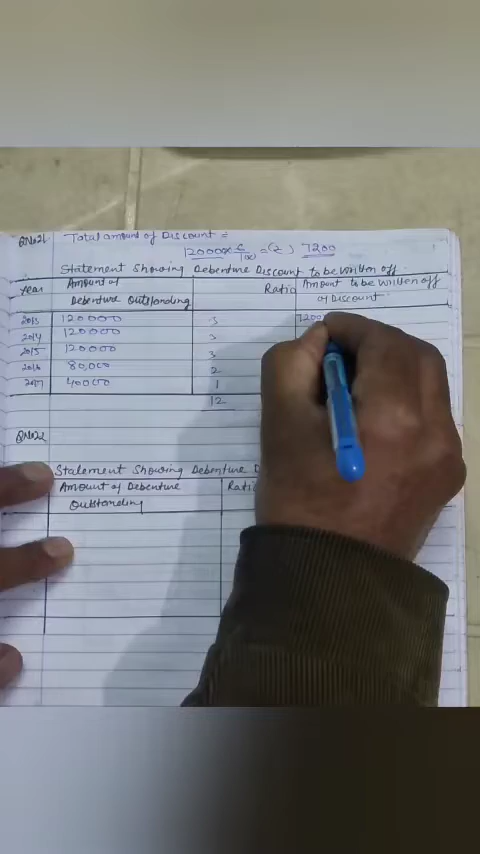 QNo21. Total amount of Discount =
120000 x 6/100 = (₹) 7200
Statement Showing Debenture Discount to be written off
Year Amount of Debenture Outstanding Ratio Amount to be written off of Discount
2013 120000 3 7200
2014 120000 3
2015 120000 3
2016 80,000 2
2017 40000 1
12
QNo22
Statement Showing Debenture D
Amount of Debenture Outstanding Rati